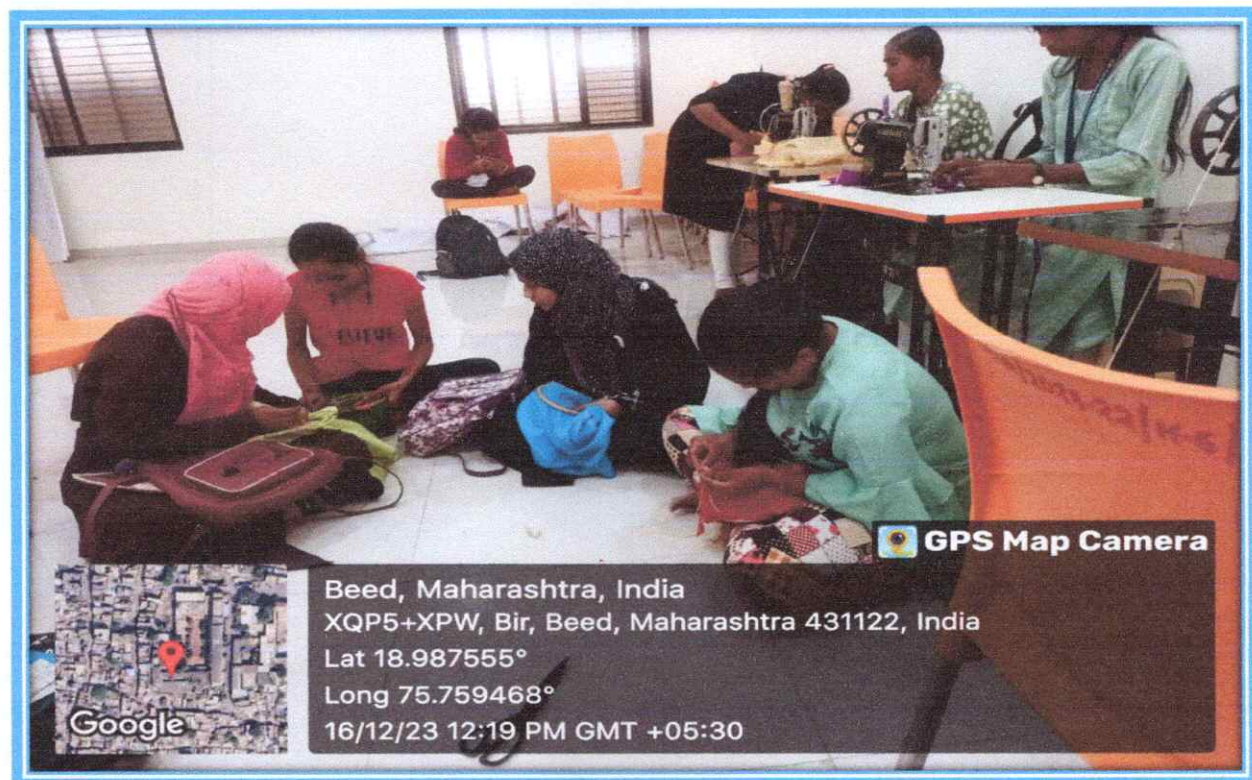 GPS Map Camera
Beed, Maharashtra, India
XQP5+XPW, Bir, Beed, Maharashtra 431122, India
Lat 18.987555°
Long 75.759468°
16/12/23 12:19 PM GMT +05:30
Google